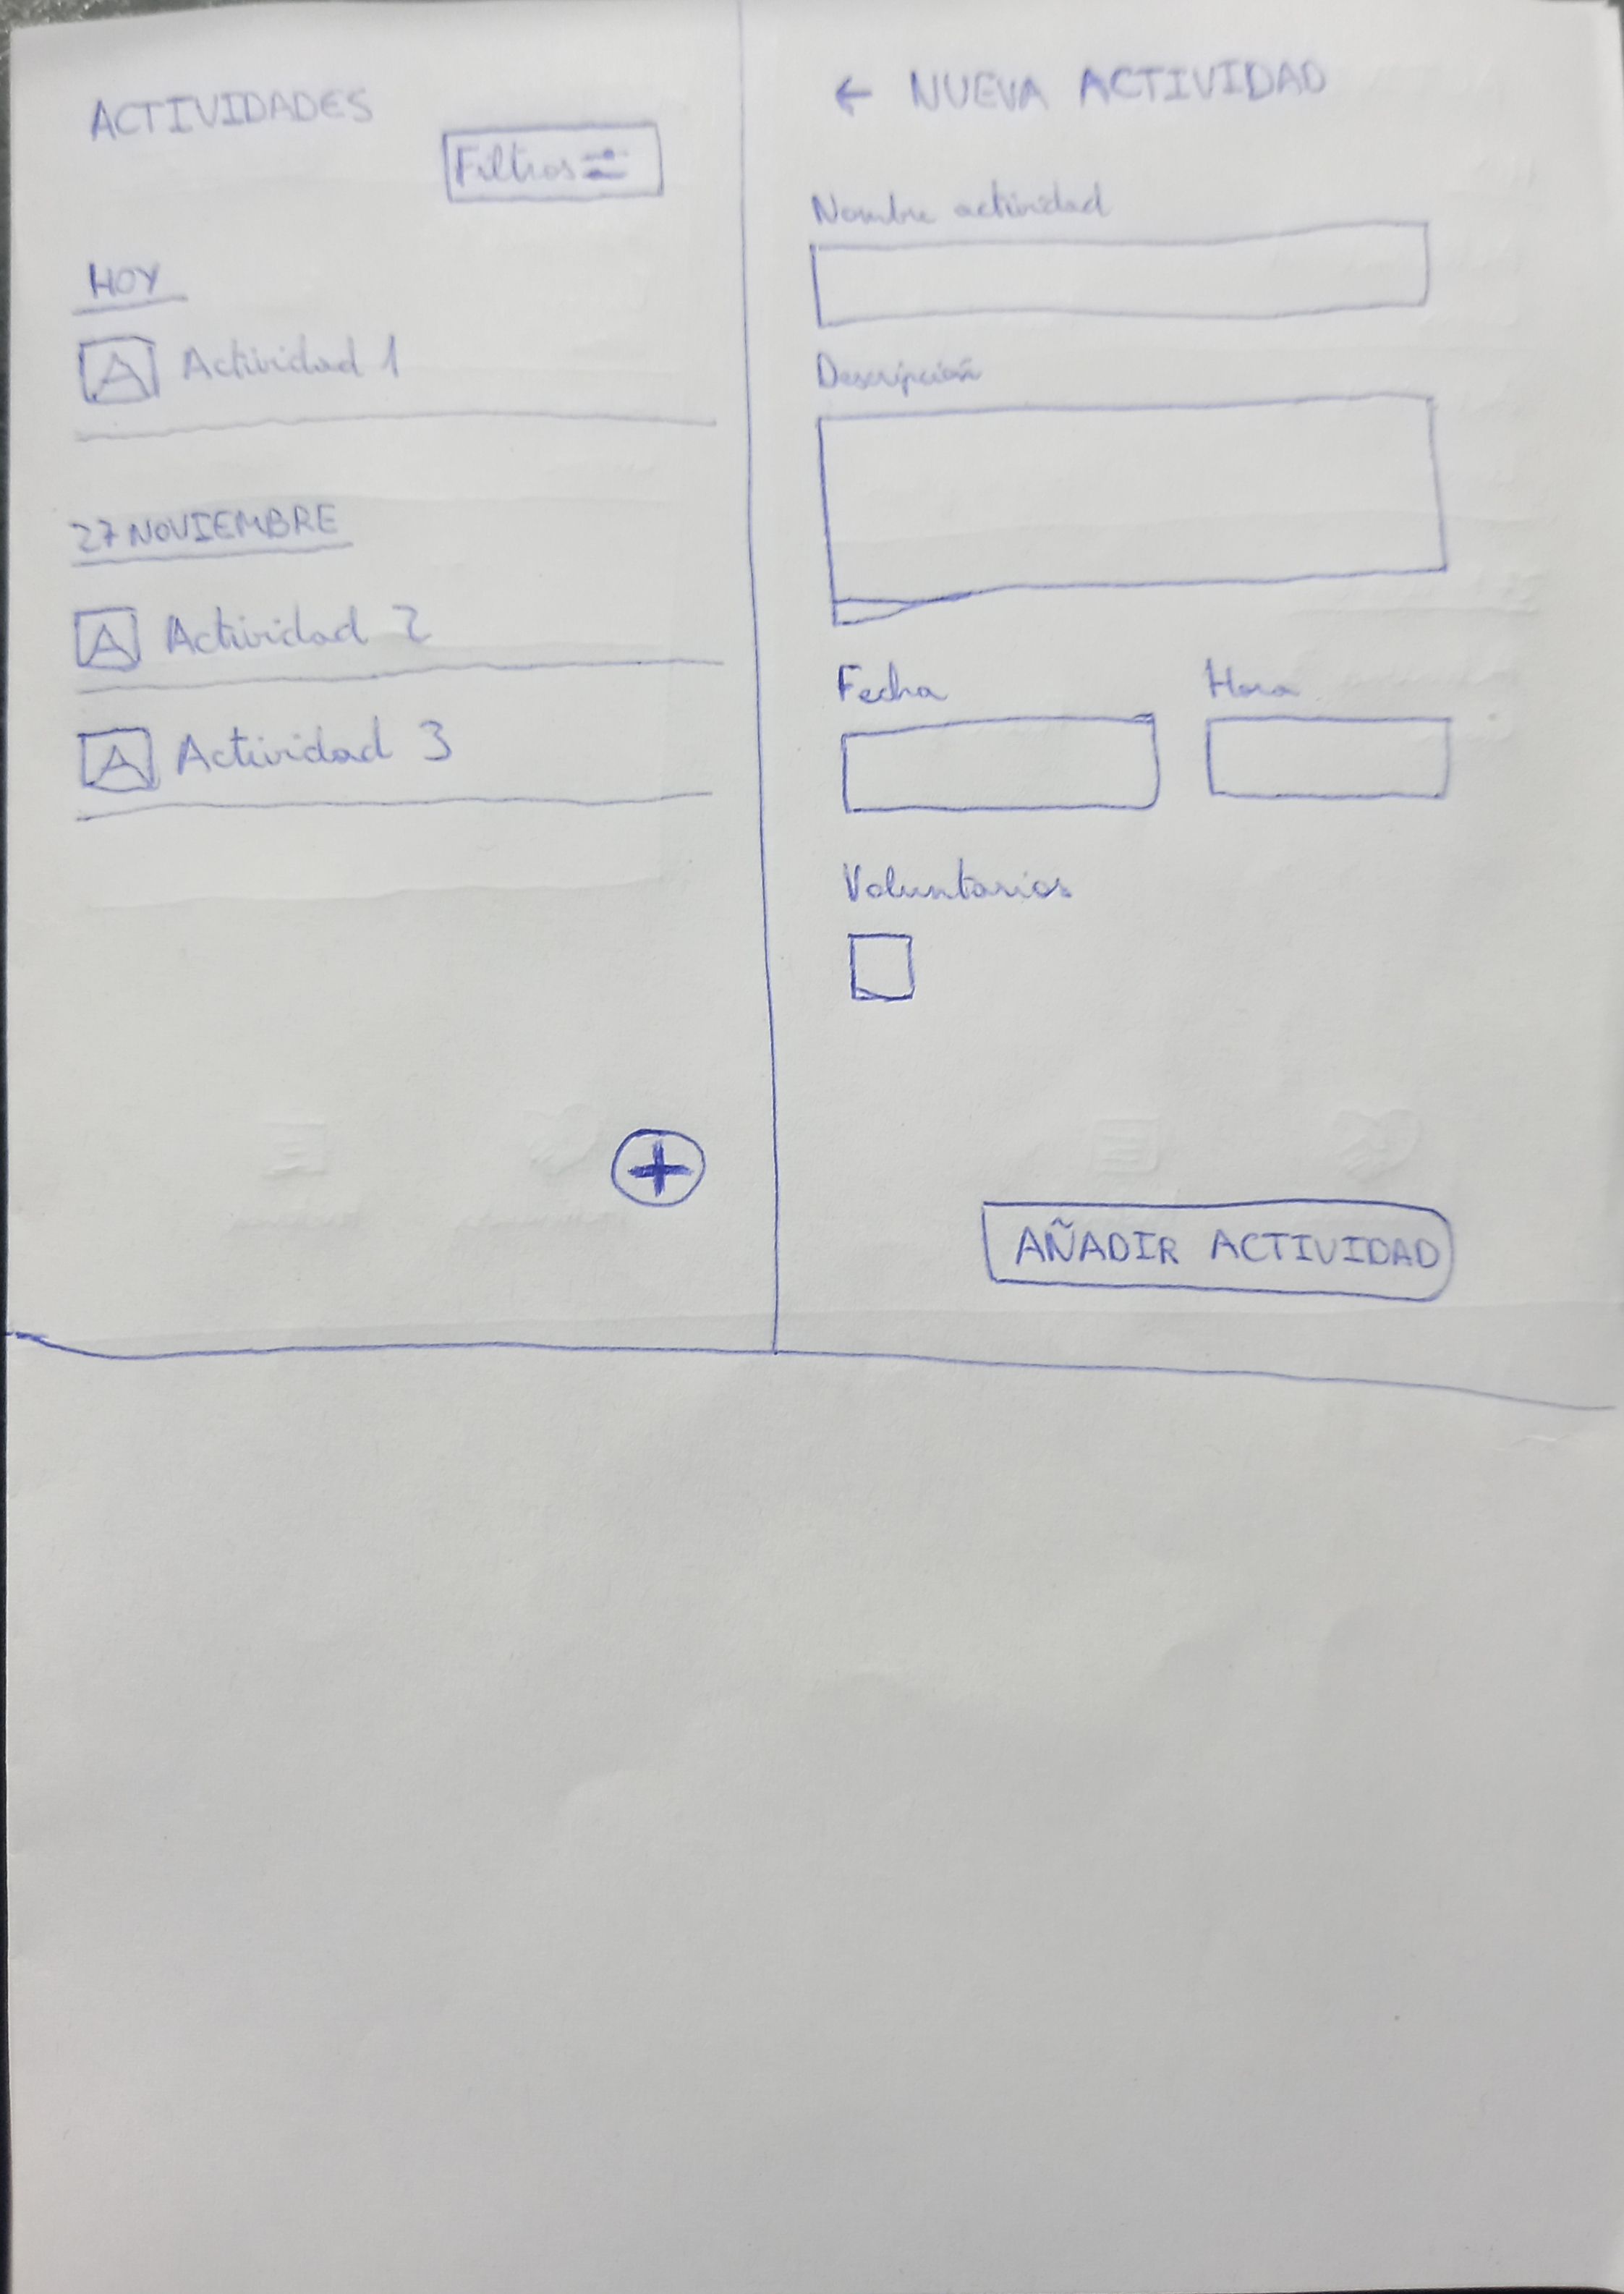 ACTIVIDADES
Filtros
HOY
A Actividad 1
27 NOVIEMBRE
A Actividad 2
A Actividad 3
+
← NUEVA ACTIVIDAD
Nombre actividad
Descripción
Fecha Hora
Voluntarios
AÑADIR ACTIVIDAD